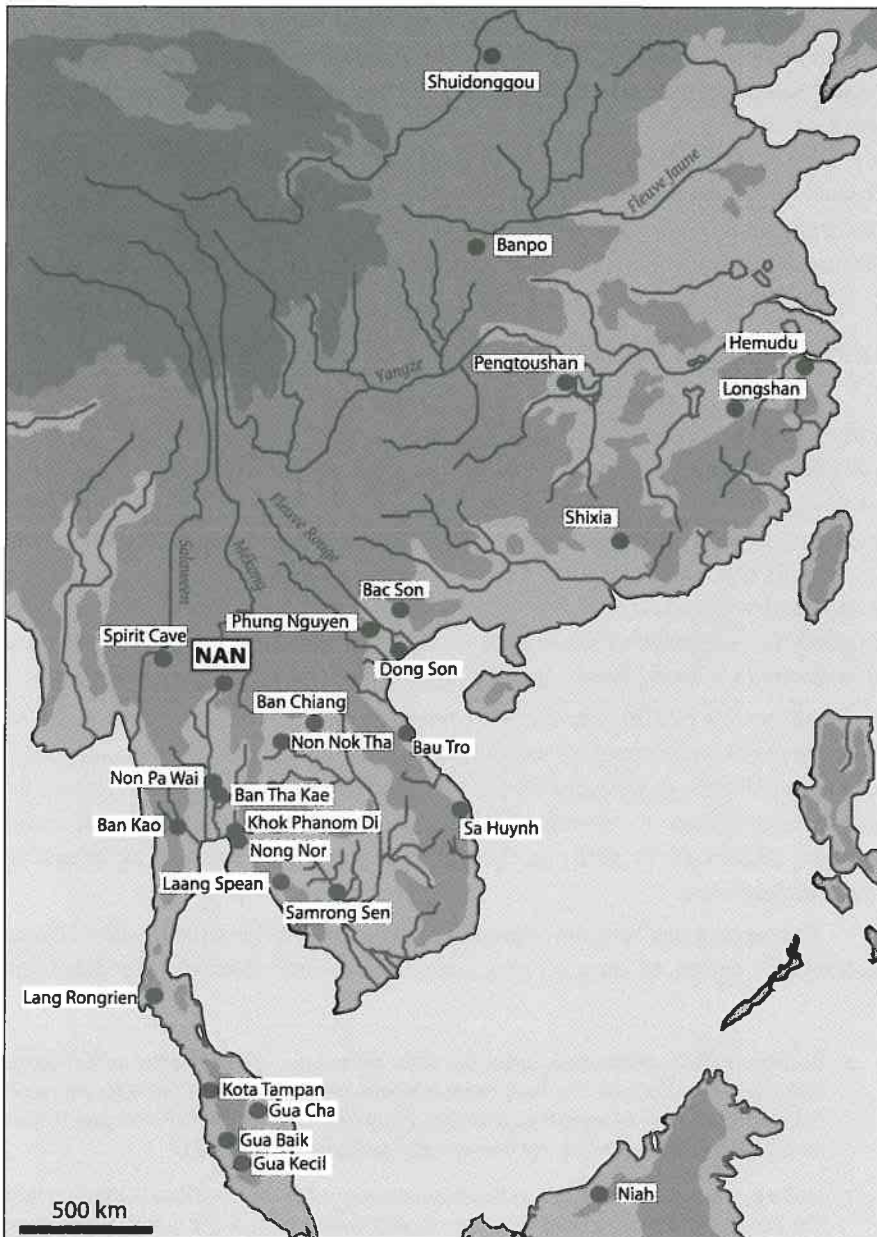 Shuidonggou
Fleuve Jaune
Banpo
Hemudu
Pengtoushan
Yangze
Longshan
Shixia
Fleuve Rouge
Salween
Mékong
Bac Son
Phung Nguyen
Spirit Cave
NAN
Dong Son
Ban Chiang
Non Nok Tha
Bau Tro
Non Pa Wai
Ban Tha Kae
Sa Huynh
Ban Kao
Khok Phanom Di
Nong Nor
Laang Spean
Samrong Sen
Lang Rongrien
Kota Tampan
Gua Cha
Gua Baik
Gua Kecil
Niah
500 km